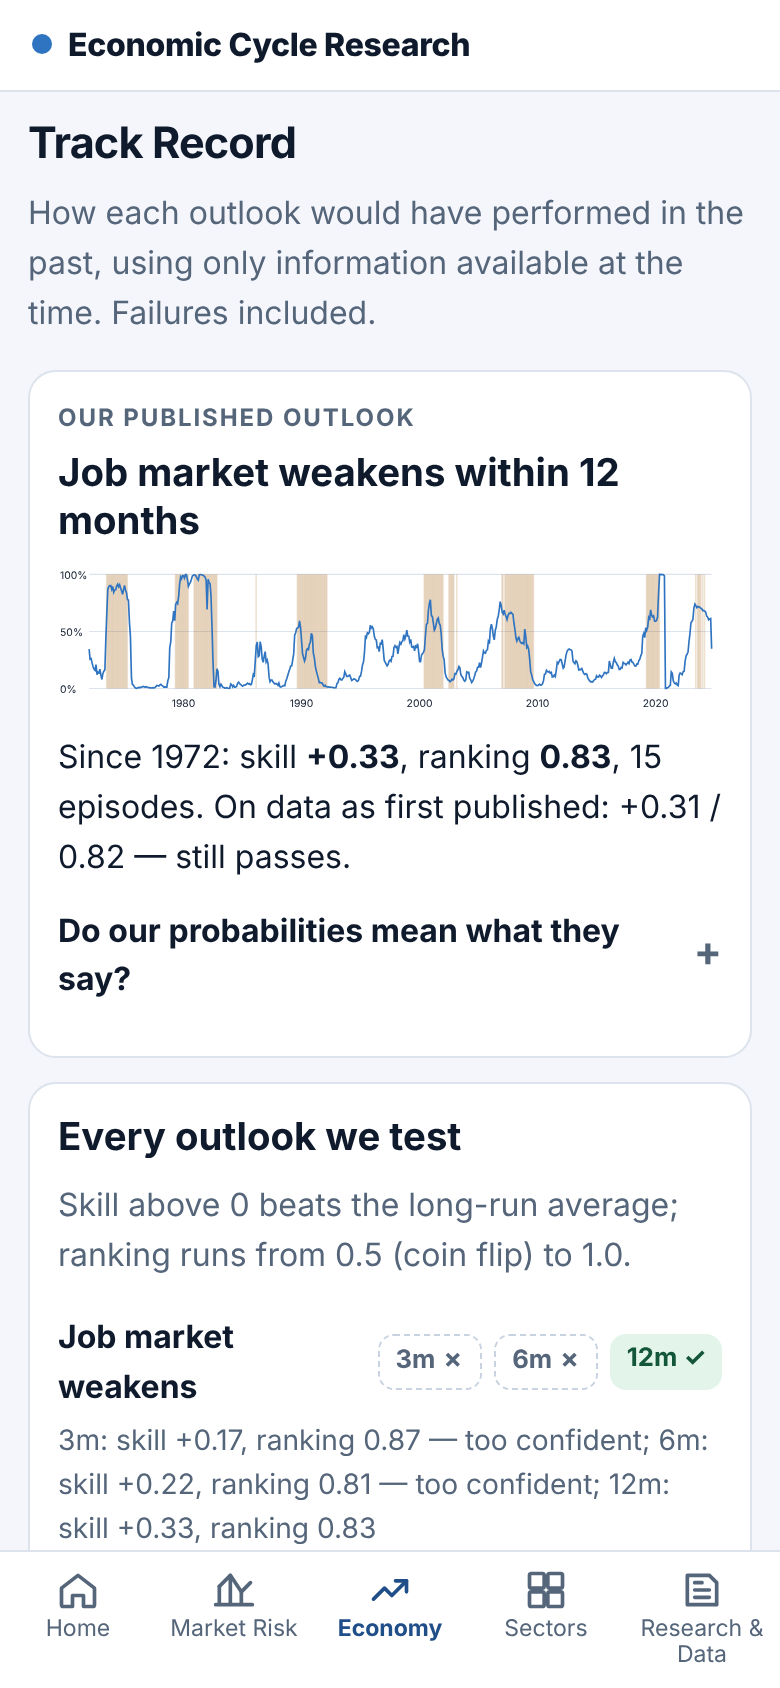 Economic Cycle Research
Track Record
How each outlook would have performed in the
past, using only information available at the
time. Failures included.
OUR PUBLISHED OUTLOOK
Job market weakens within 12
months
100%
50%
0%
1980 1990 2000 2010 2020
Since 1972: skill +0.33, ranking 0.83, 15
episodes. On data as first published: +0.31 /
0.82 — still passes.
Do our probabilities mean what they
say?
+
Every outlook we test
Skill above 0 beats the long-run average;
ranking runs from 0.5 (coin flip) to 1.0.
Job market
weakens
3m × 6m × 12m ✓
3m: skill +0.17, ranking 0.87 — too confident; 6m:
skill +0.22, ranking 0.81 — too confident; 12m:
skill +0.33, ranking 0.83
Home Market Risk Economy Sectors Research &
Data